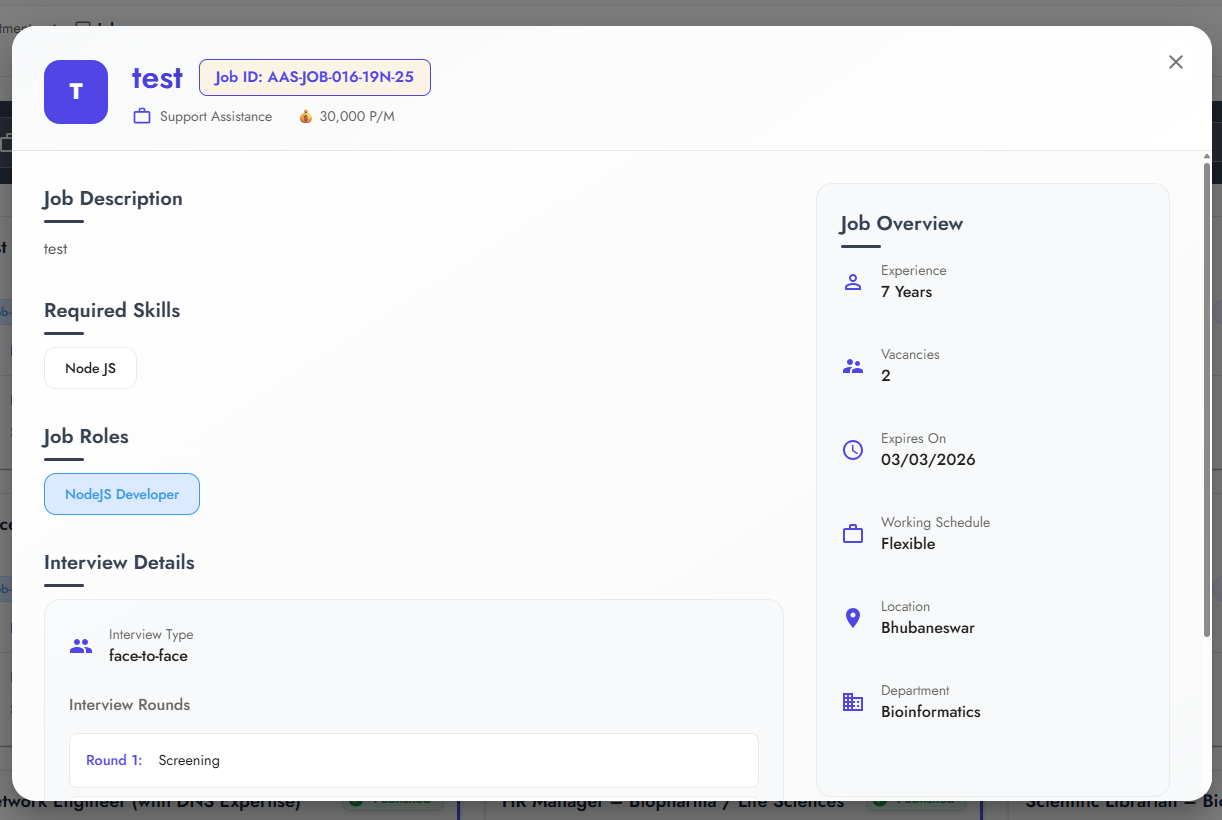 T
test
Job ID: AAS-JOB-016-19N-25
Support Assistance
30,000 P/M
Job Description
test
Required Skills
Node JS
Job Roles
NodeJS Developer
Interview Details
Interview Type
face-to-face
Interview Rounds
Round 1: Screening
Job Overview
Experience
7 Years
Vacancies
2
Expires On
03/03/2026
Working Schedule
Flexible
Location
Bhubaneswar
Department
Bioinformatics
Engineer (with DNS Expertise)
Published
HR Manager – Biopharma / Life Sciences
Published
Scientific Librarian –